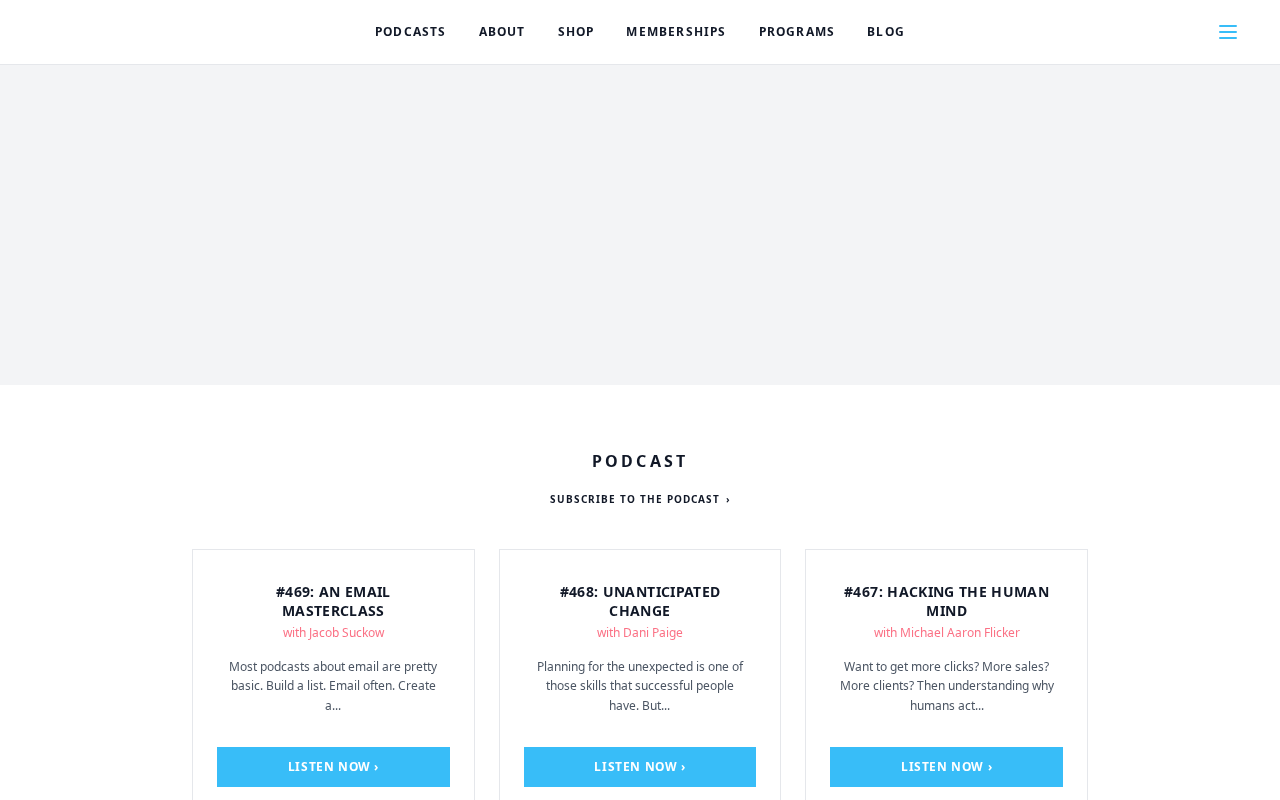 PODCASTS ABOUT SHOP MEMBERSHIPS PROGRAMS BLOG
PODCAST
SUBSCRIBE TO THE PODCAST ›
#469: AN EMAIL
MASTERCLASS
with Jacob Suckow
Most podcasts about email are pretty
basic. Build a list. Email often. Create
a...
LISTEN NOW ›
#468: UNANTICIPATED
CHANGE
with Dani Paige
Planning for the unexpected is one of
those skills that successful people
have. But...
LISTEN NOW ›
#467: HACKING THE HUMAN
MIND
with Michael Aaron Flicker
Want to get more clicks? More sales?
More clients? Then understanding why
humans act...
LISTEN NOW ›